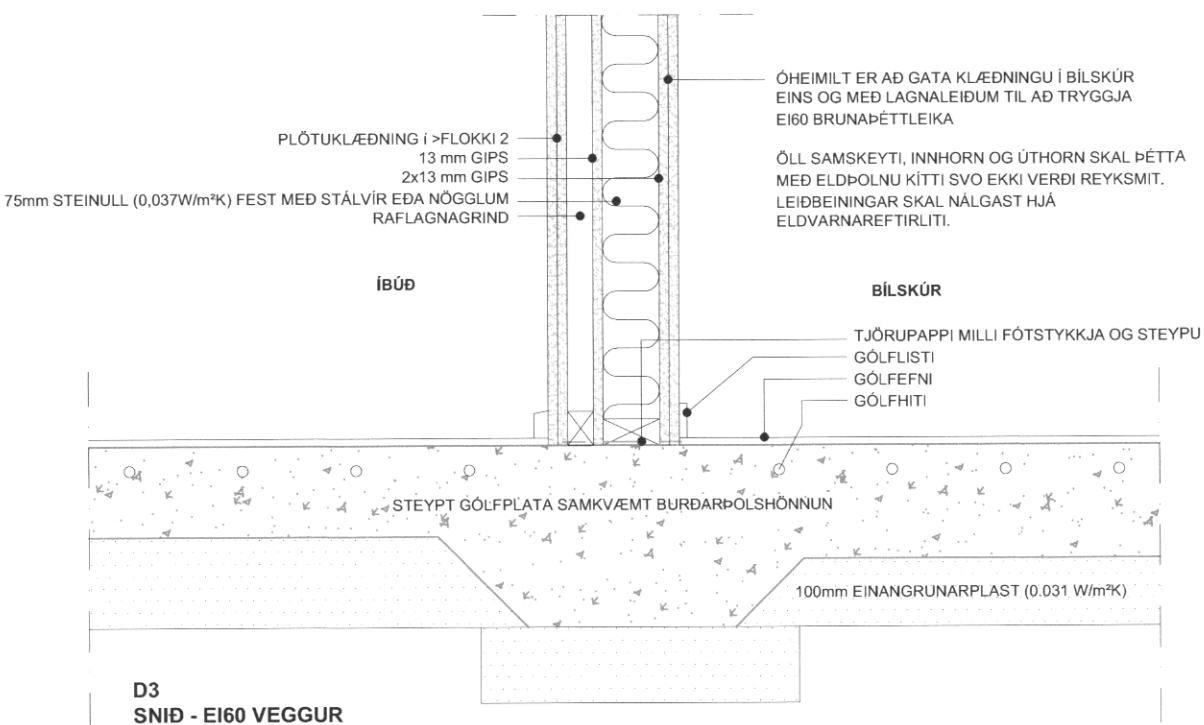 PLÖTUKLÆÐNING í >FLOKKI 2
13 mm GIPS
2x13 mm GIPS
75mm STEINULL (0,037W/m²K) FEST MEÐ STÁLVÍR EÐA NÖGGLUM
RAFLAGNAGRIND
ÍBÚÐ
ÓHEIMILT ER AÐ GATA KLÆÐNINGU Í BÍLSKÚR
EINS OG MEÐ LAGNALEIÐUM TIL AÐ TRYGGJA
EI60 BRUNAÞÉTTLEIKA
ÖLL SAMSKEYTI, INNHORN OG ÚTHORN SKAL ÞÉTTA
MEÐ ELDÞOLNU KÍTTI SVO EKKI VERÐI REYKSMIT.
LEIÐBEININGAR SKAL NÁLGAST HJÁ
ELDVARNAREFTIRLITI.
BÍLSKÚR
TJÖRUPAPPI MILLI FÓTSTYKKJA OG STEYPU
GÓLFLISTI
GÓLFEFNI
GÓLFHITI
STEYPT GÓLFPLATA SAMKVÆMT BURÐARÞOLSHÖNNUN
100mm EINANGRUNARPLAST (0.031 W/m²K)
D3
SNIÐ - EI60 VEGGUR